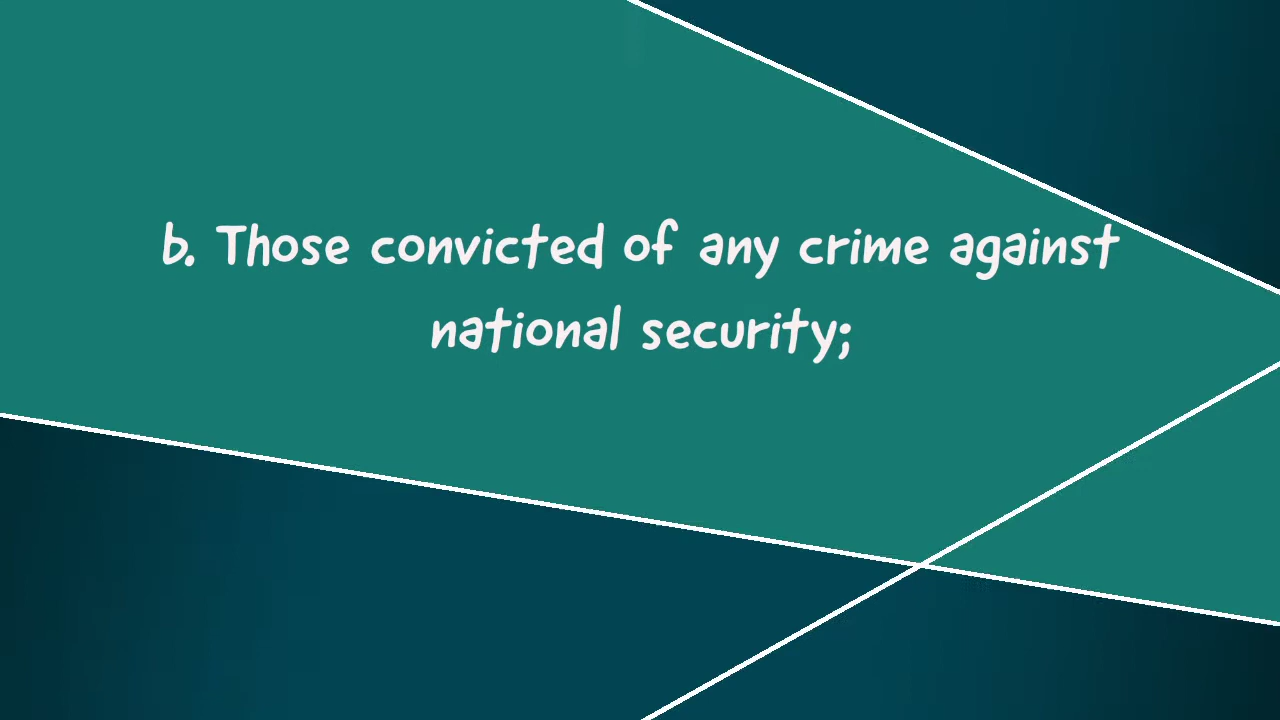 b. Those convicted of any crime against
national security;